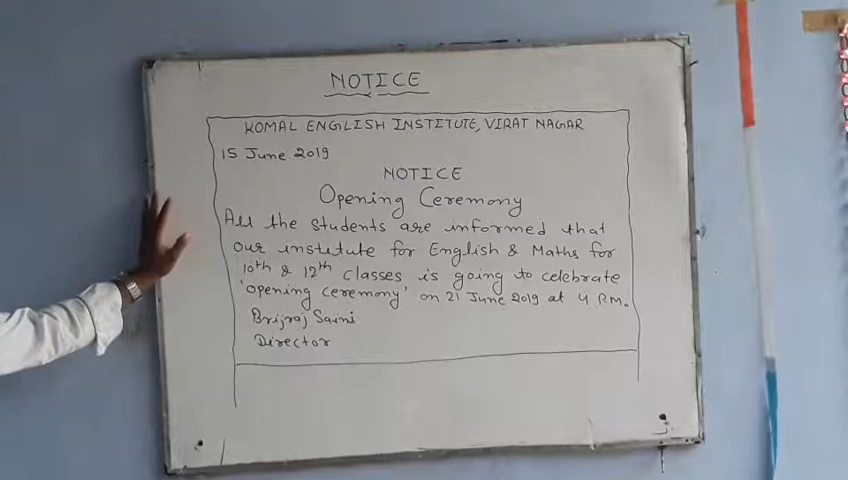 NOTICE
KOMAL ENGLISH INSTITUTE, VIRAT NAGAR
15 June 2019
NOTICE
Opening Ceremony
All the students are informed that
our institute for English & Maths for
10th & 12th classes is going to celebrate
'opening ceremony' on 21 June 2019 at 4 P.M.
Brijraj Saini
Director